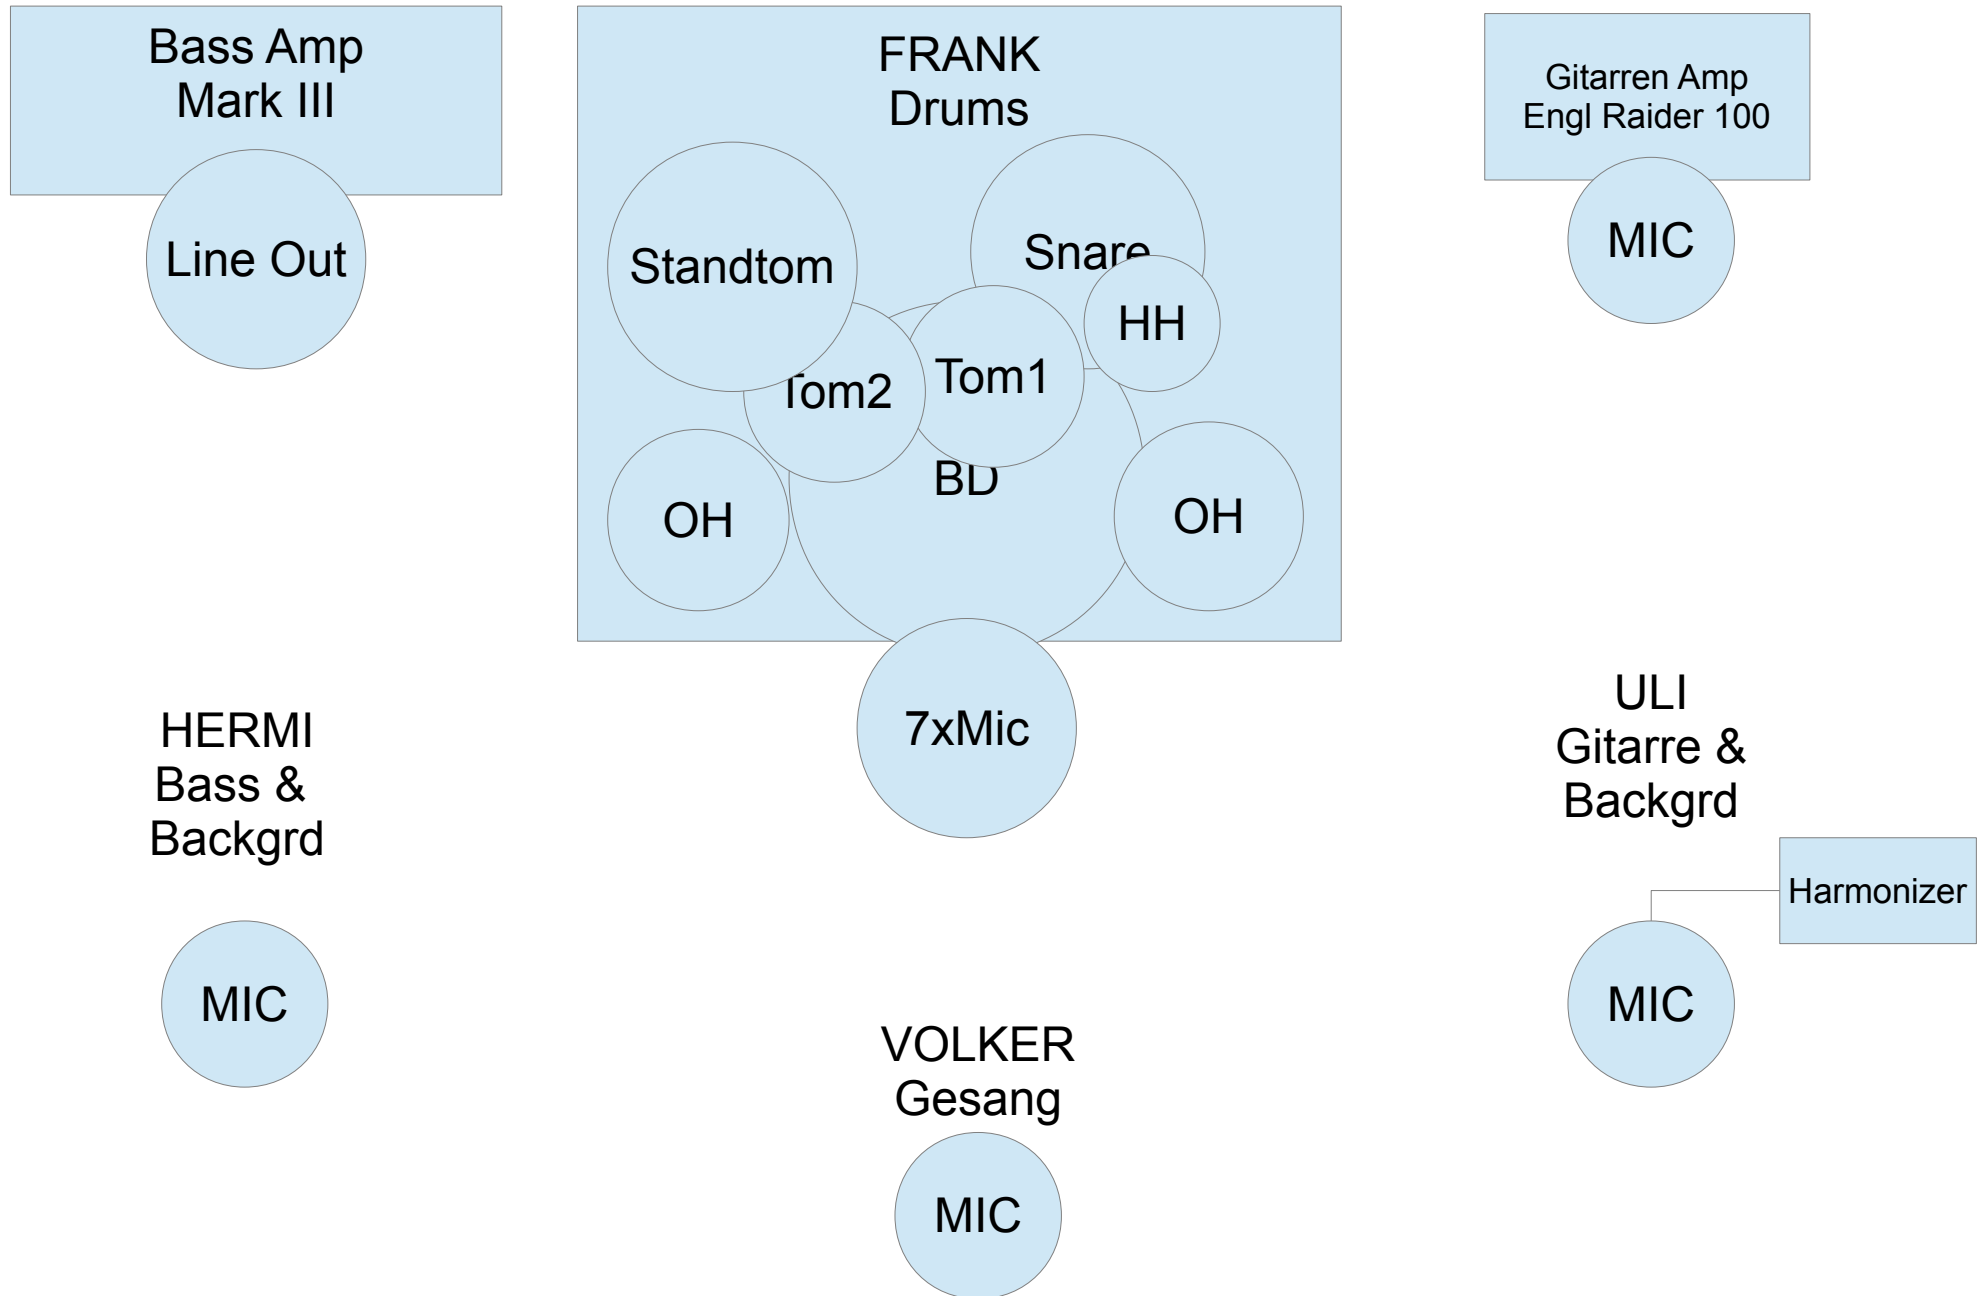 Bass Amp
Mark III
Line Out
FRANK
Drums
Standtom
Snare
HH
Tom2
Tom1
BD
OH
OH
7xMic
Gitarren Amp
Engl Raider 100
MIC
HERMI
Bass &
Backgrd
MIC
VOLKER
Gesang
MIC
ULI
Gitarre &
Backgrd
Harmonizer
MIC